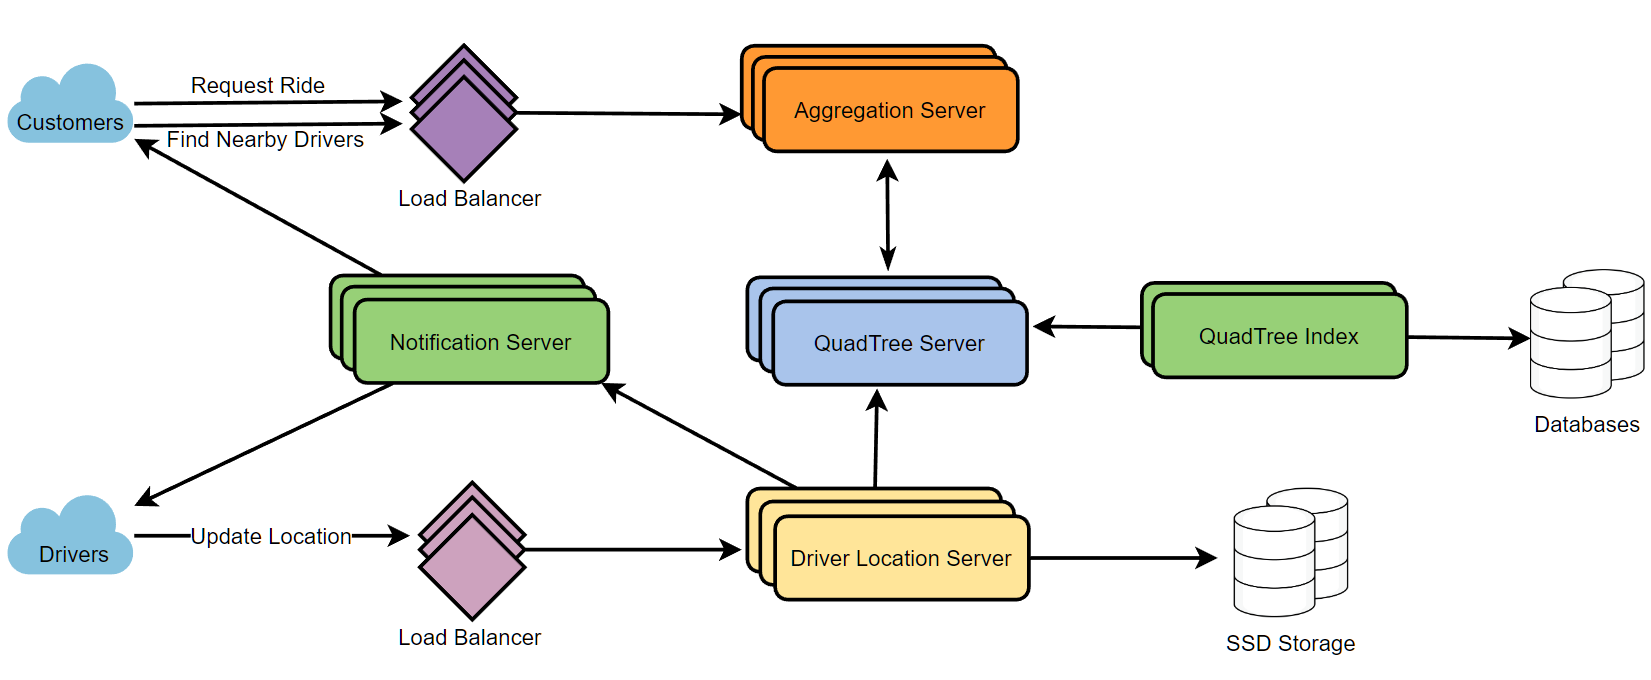 Request Ride
Customers
Find Nearby Drivers
Load Balancer
Aggregation Server
Notification Server
QuadTree Server
QuadTree Index
Databases
Drivers
Update Location
Load Balancer
Driver Location Server
SSD Storage